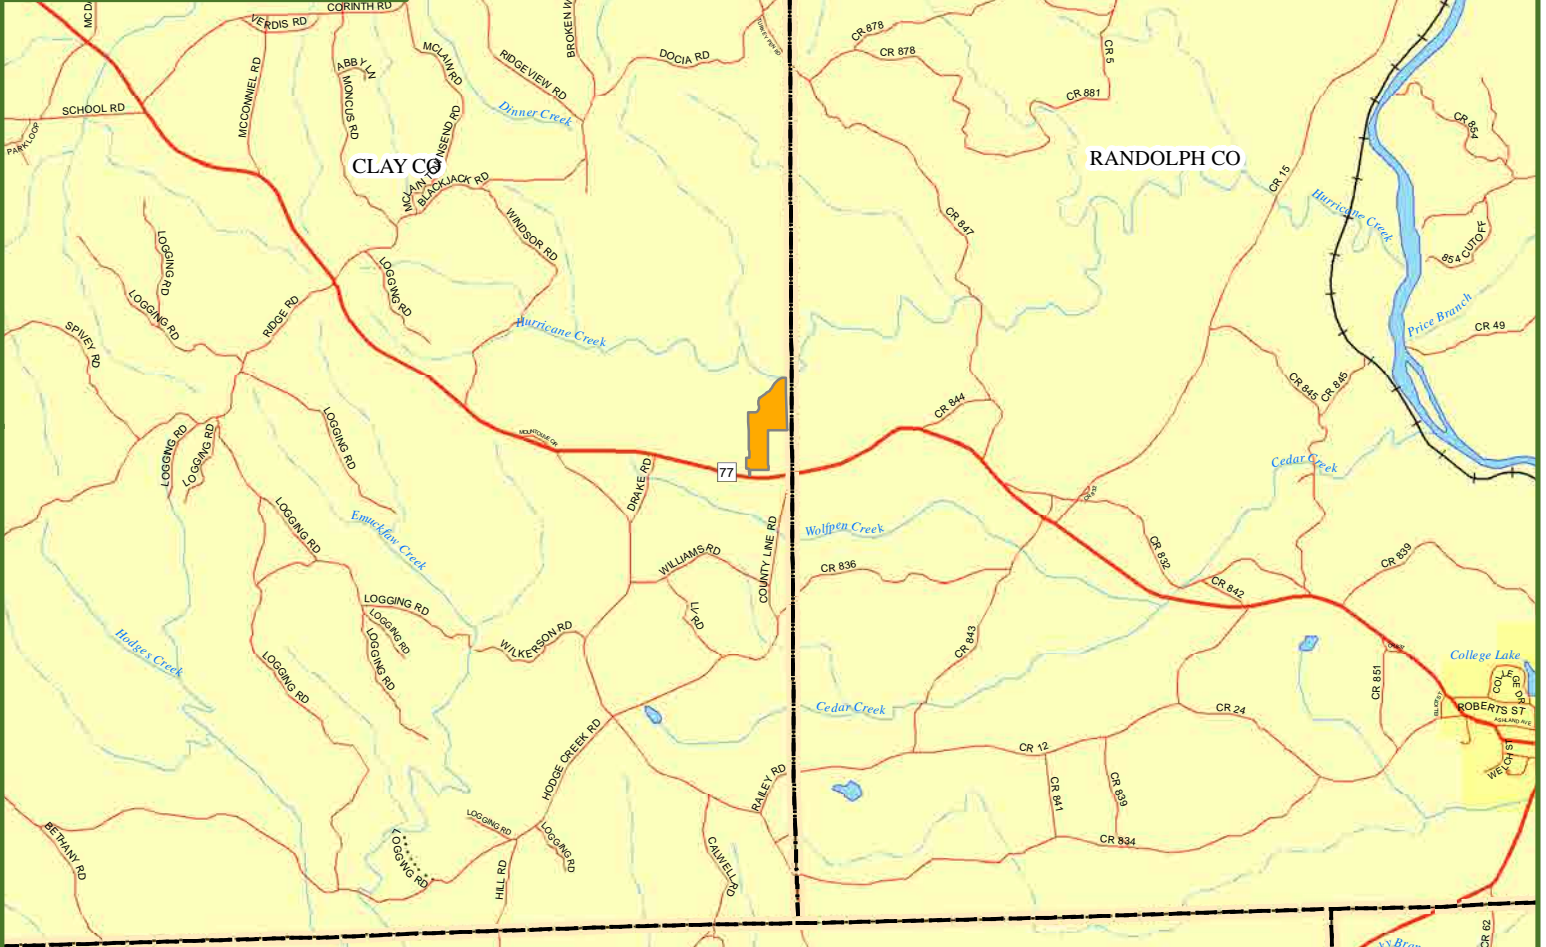 CORINTH RD
VERDIS RD
MCDA
BROKEN W
CR 878
CR 878
CR 5
DOCIA RD
ABBY LN
MCLAIN RD
RIDGEVIEW RD
MCCONNIEL RD
MONCUS RD
SCHOOL RD
PARK LOOP
Dinner Creek
CR 881
CR 854
CLAY CO
RANDOLPH CO
MCLAIN TOWNSEND RD
BLACKJACK RD
CR 15
WINDSOR RD
CR 847
Hurricane Creek
854 CUTOFF
LOGGING RD
LOGGING RD
LOGGING RD
RIDGE RD
SPIVEY RD
Hurricane Creek
Price Branch
CR 49
CR 845
CR 845
CR 844
LOGGING RD
LOGGING RD
LOGGING RD
77
DRAKE RD
Cedar Creek
LOGGING RD
Emuckfaw Creek
Wolfpen Creek
COUNTY LINE RD
WILLIAMS RD
CR 836
CR 832
CR 839
CR 842
LOGGING RD
LOGGING RD
LOGGING RD
LV RD
WILKERSON RD
CR 843
Hodges Creek
LOGGING RD
College Lake
COLLEGE DR
CR 851
ROBERTS ST
ASHLAND AVE
WELCH ST
Cedar Creek
CR 24
CR 12
HODGE CREEK RD
RAILEY RD
CR 841
CR 839
CR 834
LOGGING RD
LOGGING RD
LOGGING RD
BETHANY RD
HILL RD
CALWELL RD
CR 62